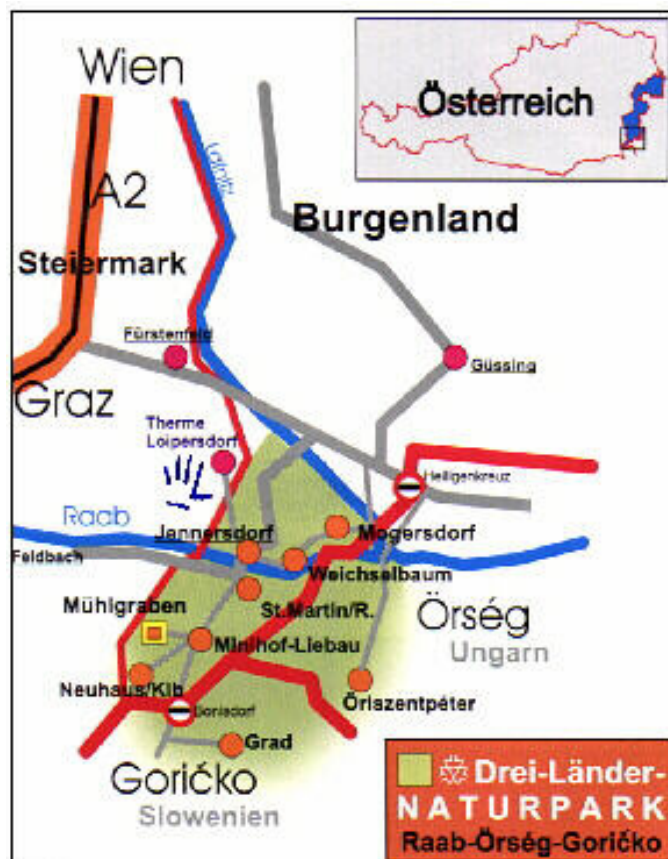 Wien
Österreich
Lafnitz
A2
Burgenland
Steiermark
Fürstenfeld
Güssing
Graz
Therme
Loipersdorf
Heiligenkreuz
Raab
Jennersdorf
Mogersdorf
Feldbach
Weichselbaum
Mühlgraben
St.Martin/R.
Örség
Minihof-Liebau
Ungarn
Neuhaus/Klb
Öriszentpéter
Bonisdorf
Grad
Goričko
Slowenien
Drei-Länder-
NATURPARK
Raab-Örség-Goričko